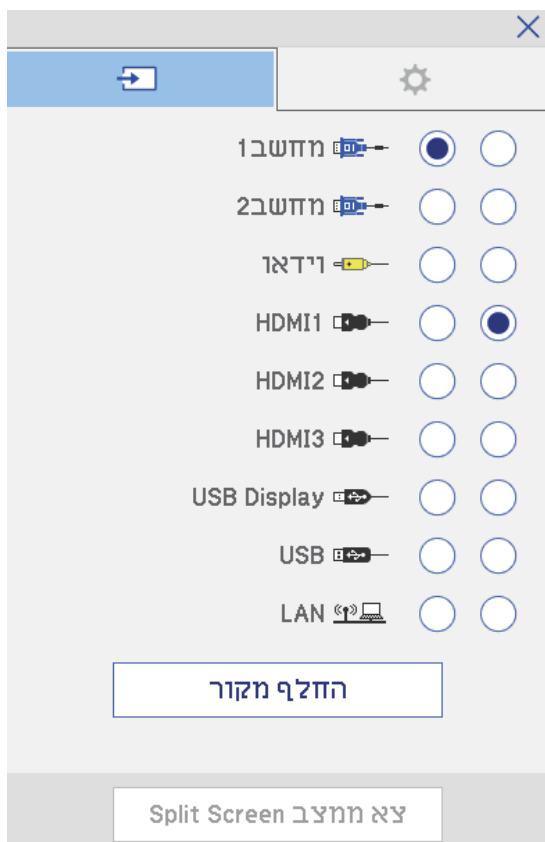 מחשב1
מחשב2
וידאו
HDMI1
HDMI2
HDMI3
USB Display
USB
LAN
החלף מקור
צא ממצב Split Screen